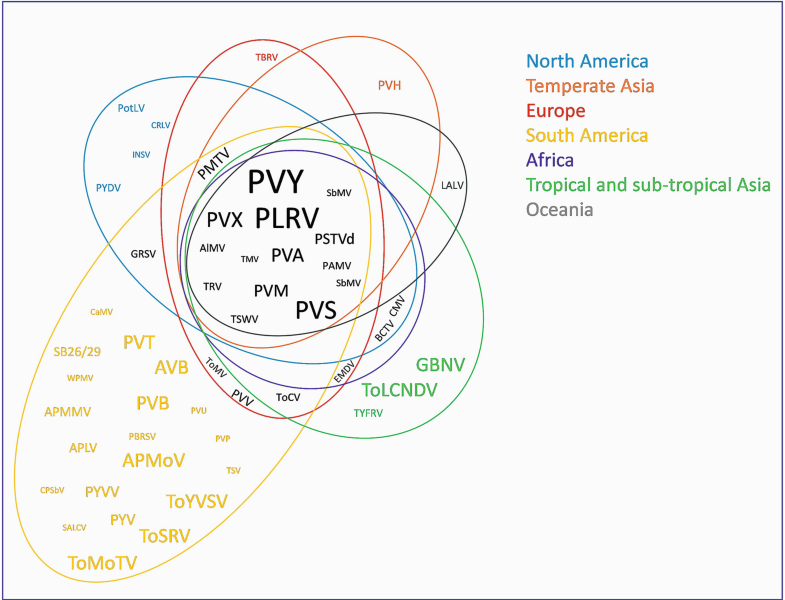 TBRV
PVH
PotLV
CRLV
INSV
PYDV
PMTV
LALV
GRSV
PVY
SbMV
PVX
PLRV
PSTVd
AlMV
TMV
PVA
PAMV
TRV
PVM
SbMV
TSWV
PVS
CMV
BCTV
ToMV
EMDV
PVV
ToCV
GBNV
ToLCNDV
TYFRV
CaMV
SB26/29
PVT
WPMV
AVB
APMMV
PVB
PVU
PBRSV
PVP
APLV
APMoV
TSV
CPSbV
PYVV
ToYVSV
SALCV
PYV
ToSRV
ToMoTV
North America
Temperate Asia
Europe
South America
Africa
Tropical and sub-tropical Asia
Oceania